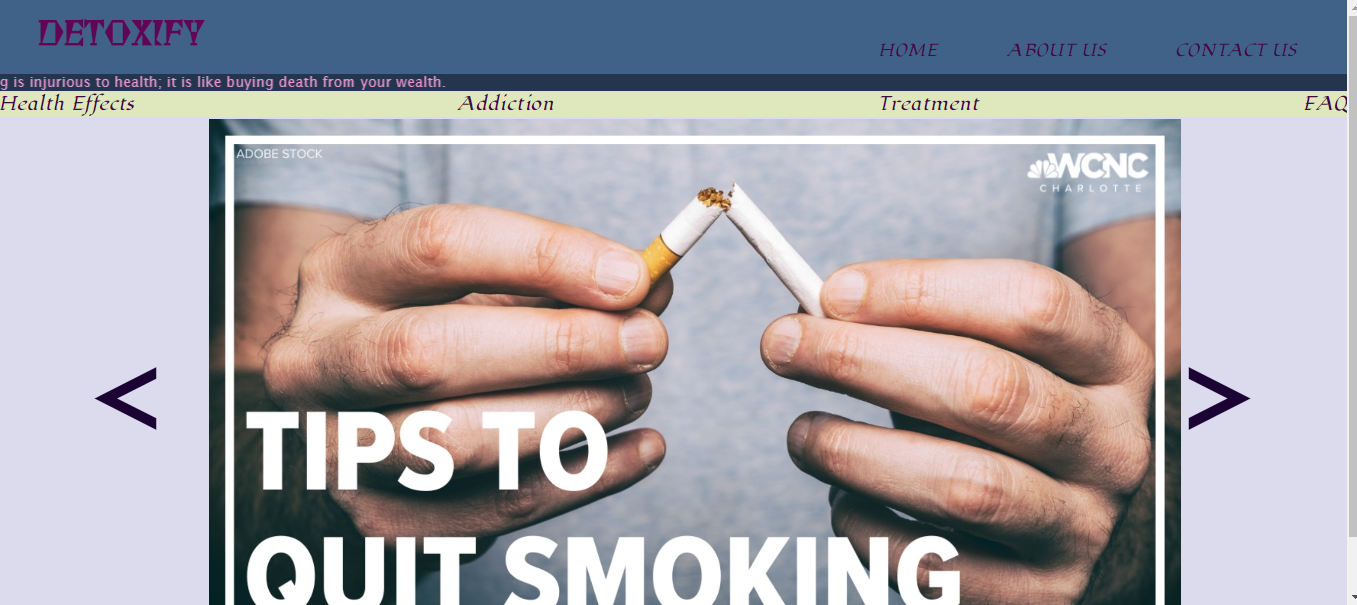 DETOXIFY
HOME ABOUT US CONTACT US
g is injurious to health; it is like buying death from your wealth.
Health Effects Addiction Treatment FAQ
ADOBE STOCK
WCNC
CHARLOTTE
< >
TIPS TO
QUIT SMOKING